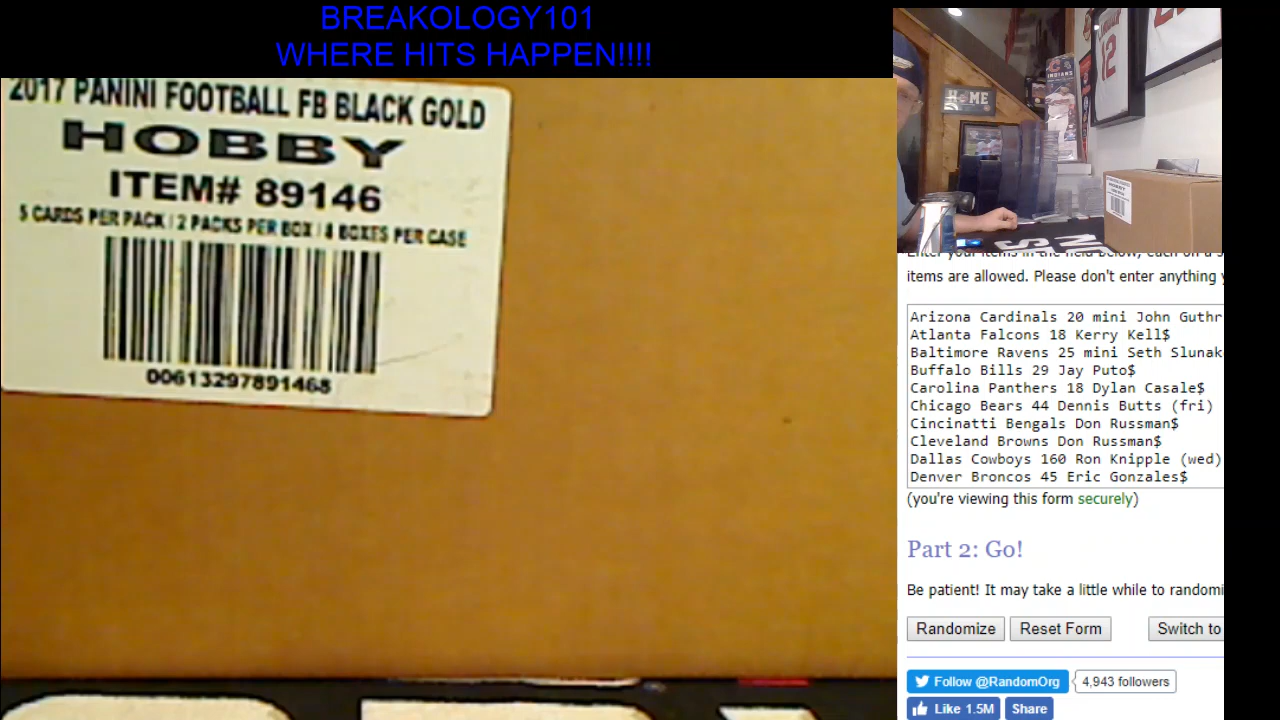 BREAKOLOGY101
WHERE HITS HAPPEN!!!!
2017 PANINI FOOTBALL FB BLACK GOLD
HOBBY
ITEM# 89146
5 CARDS PER PACK | 2 PACKS PER BOX | 8 BOXES PER CASE
00613297891468
INDIANS
HOME
12
items are allowed. Please don't enter anything y
Arizona Cardinals 20 mini John Guthr
Atlanta Falcons 18 Kerry Kell$
Baltimore Ravens 25 mini Seth Slunak
Buffalo Bills 29 Jay Puto$
Carolina Panthers 18 Dylan Casale$
Chicago Bears 44 Dennis Butts (fri)
Cincinatti Bengals Don Russman$
Cleveland Browns Don Russman$
Dallas Cowboys 160 Ron Knipple (wed)
Denver Broncos 45 Eric Gonzales$
(you're viewing this form securely)
Part 2: Go!
Be patient! It may take a little while to randomi
Randomize Reset Form Switch to
Follow @RandomOrg 4,943 followers
Like 1.5M Share